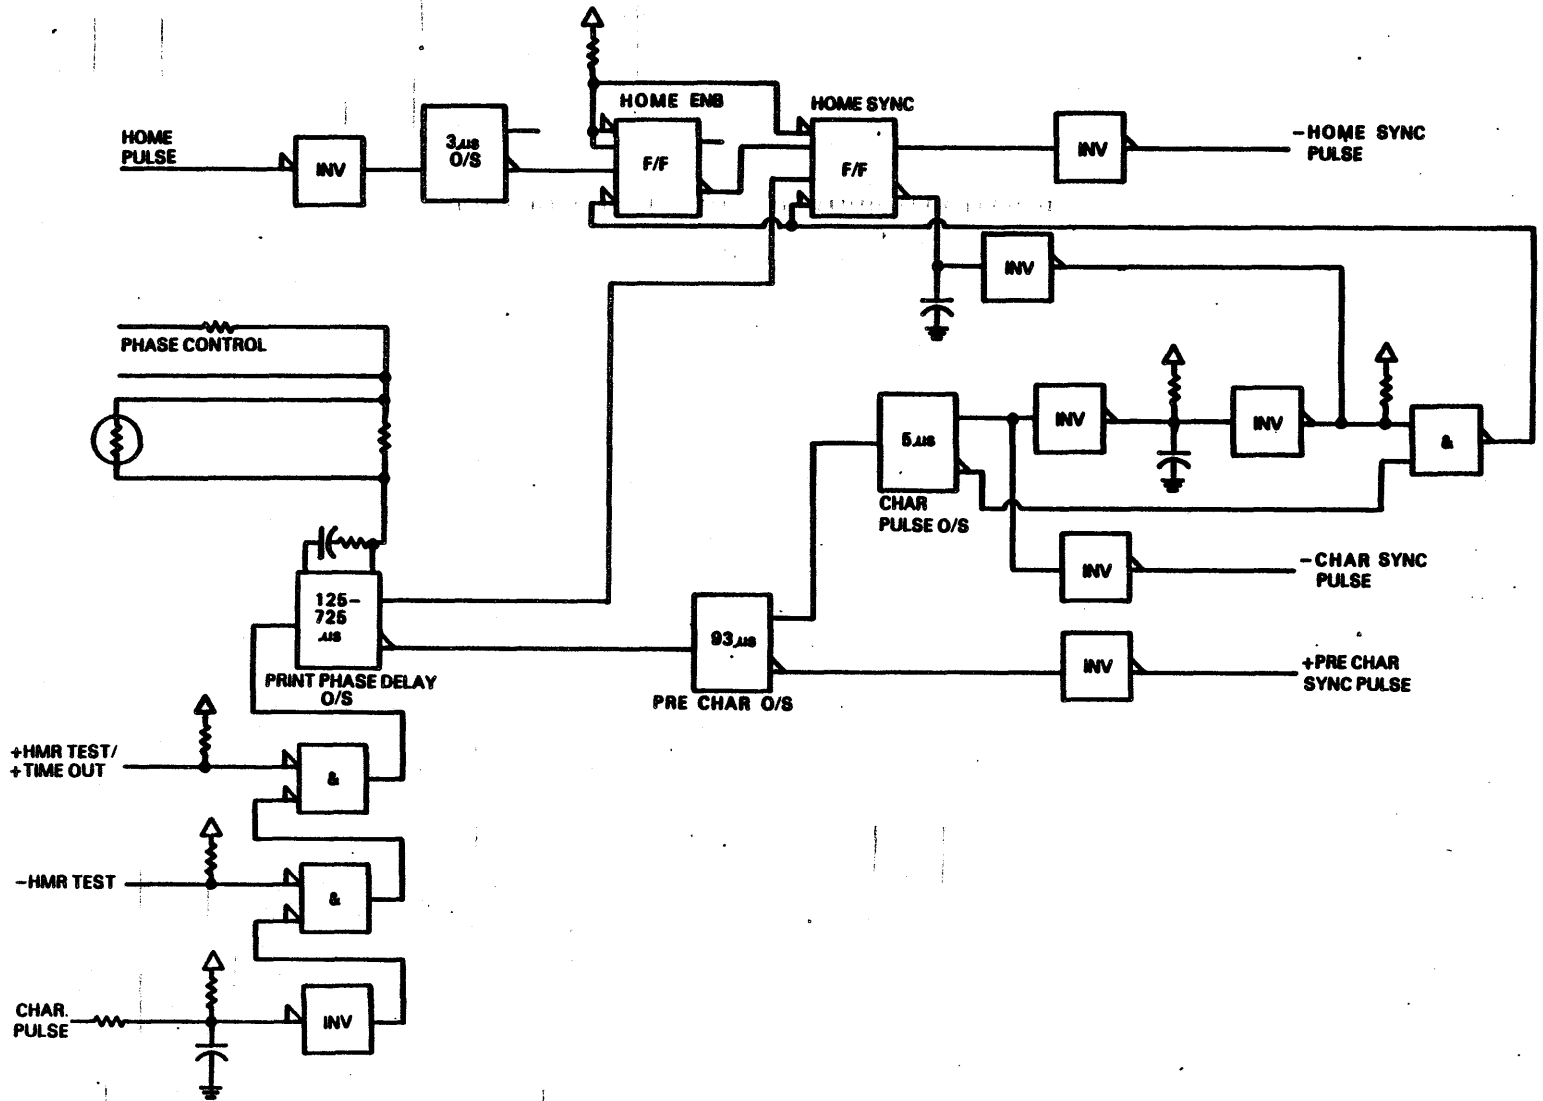 HOME ENB
HOME SYNC
HOME
PULSE
INV
3µs
O/S
F/F
F/F
INV
–HOME SYNC
PULSE
INV
PHASE CONTROL
5µs
CHAR
PULSE O/S
INV
INV
&
INV
–CHAR SYNC
PULSE
125–
725
µs
PRINT PHASE DELAY
O/S
93µs
PRE CHAR O/S
INV
+PRE CHAR
SYNC PULSE
+HMR TEST/
+TIME OUT
&
–HMR TEST
&
CHAR.
PULSE
INV